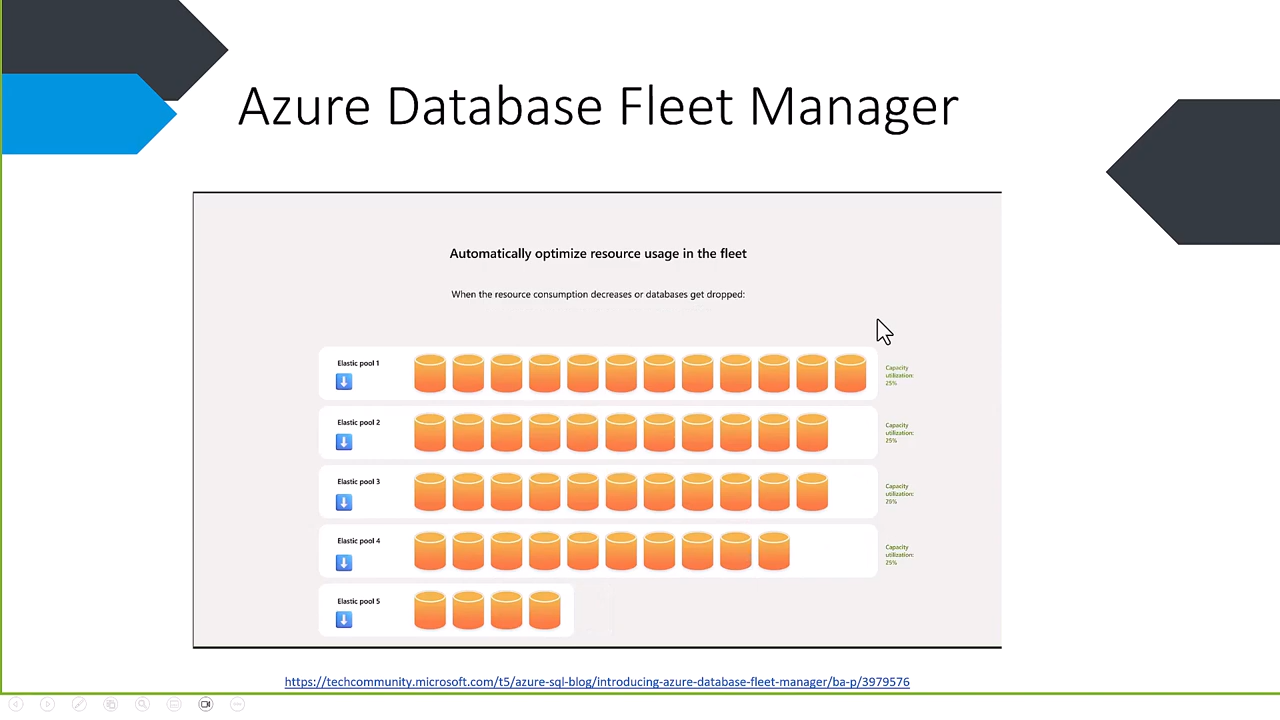 Azure Database Fleet Manager
Automatically optimize resource usage in the fleet
When the resource consumption decreases or databases get dropped:
Elastic pool 1
Capacity
utilization:
25%
Elastic pool 2
Capacity
utilization:
25%
Elastic pool 3
Capacity
utilization:
25%
Elastic pool 4
Capacity
utilization:
25%
Elastic pool 5
https://techcommunity.microsoft.com/t5/azure-sql-blog/introducing-azure-database-fleet-manager/ba-p/3979576